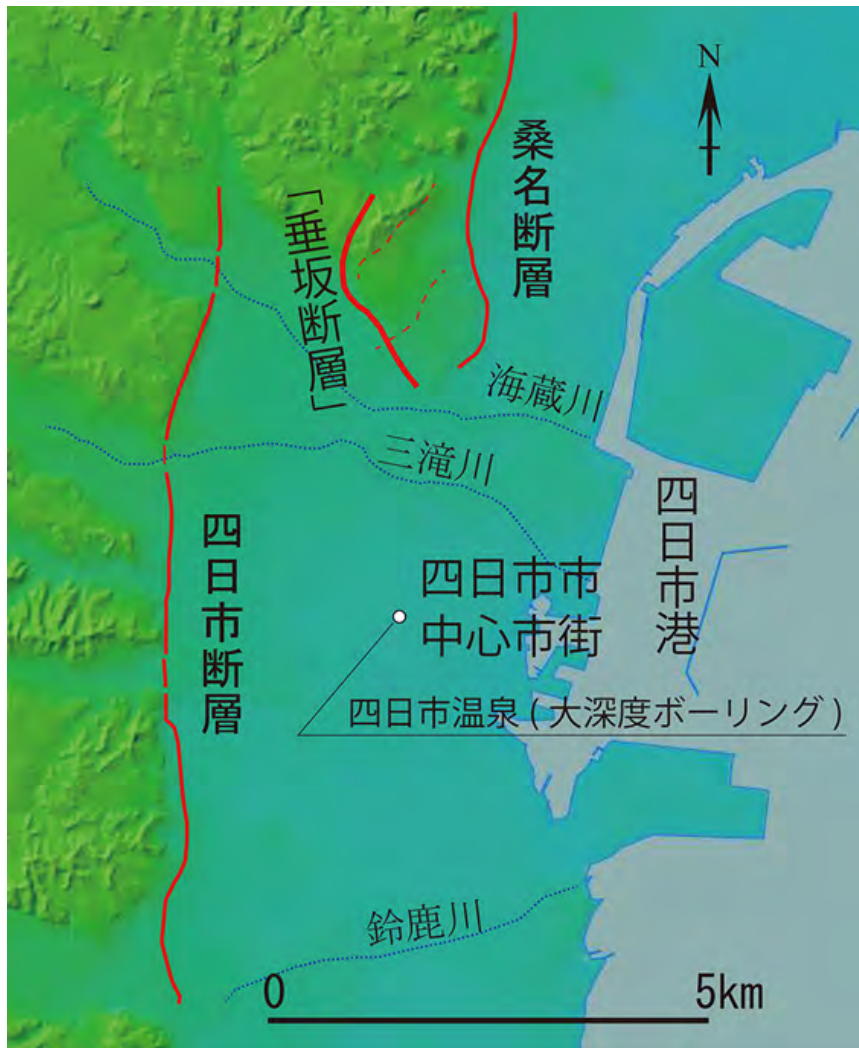 N
桑名断層
「垂坂断層」
海蔵川
三滝川
四日市港
四日市断層
四日市市
中心市街
四日市温泉(大深度ボーリング)
鈴鹿川
0 5km